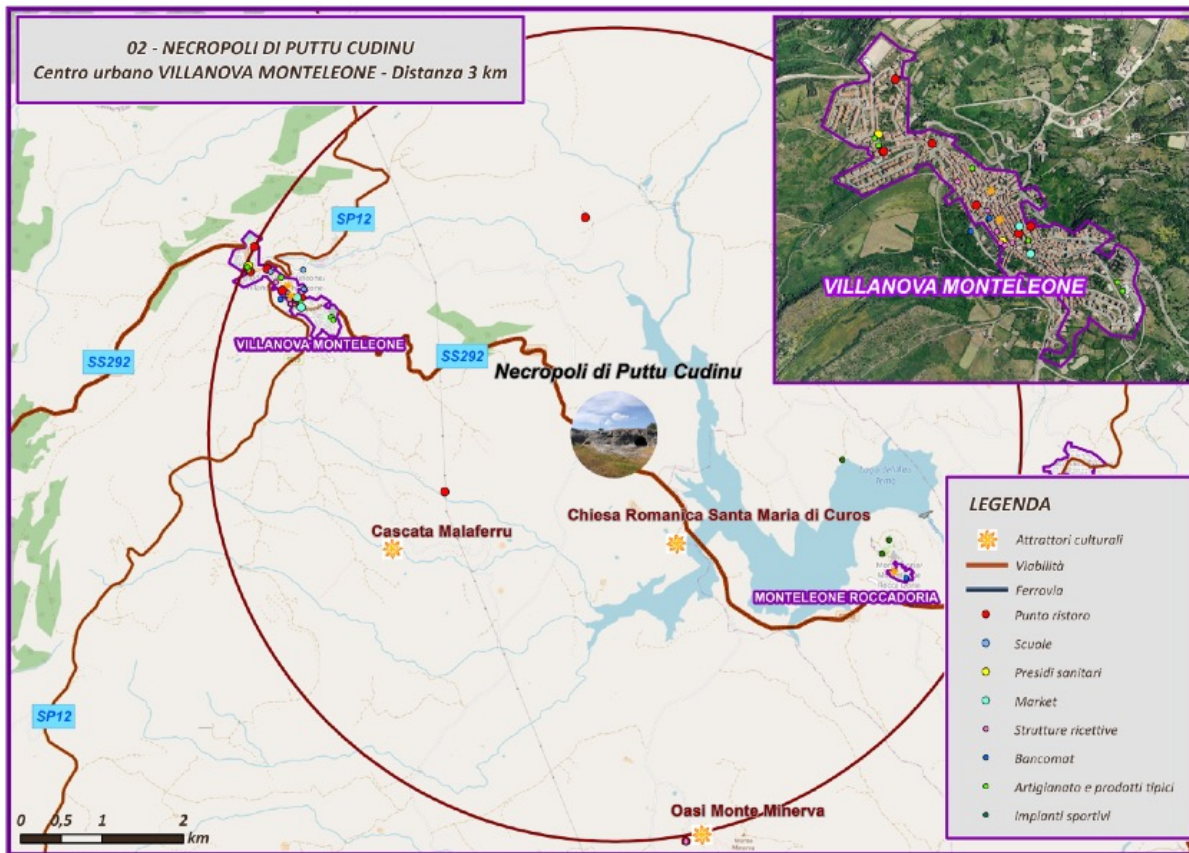 02 - NECROPOLI DI PUTTU CUDINU
Centro urbano VILLANOVA MONTELEONE - Distanza 3 km
VILLANOVA MONTELEONE
SP12
VILLANOVA MONTELEONE
SS292
SS292
Necropoli di Puttu Cudinu
Cascata Malaferru
Chiesa Romanica Santa Maria di Curos
MONTELEONE ROCCADORIA
SP12
Oasi Monte Minerva
Monte
Minerva
0 0,5 1 2
km
LEGENDA
Attrattori culturali
Viabilità
Ferrovia
Punto ristoro
Scuole
Presidi sanitari
Market
Strutture ricettive
Bancomat
Artigianato e prodotti tipici
Impianti sportivi